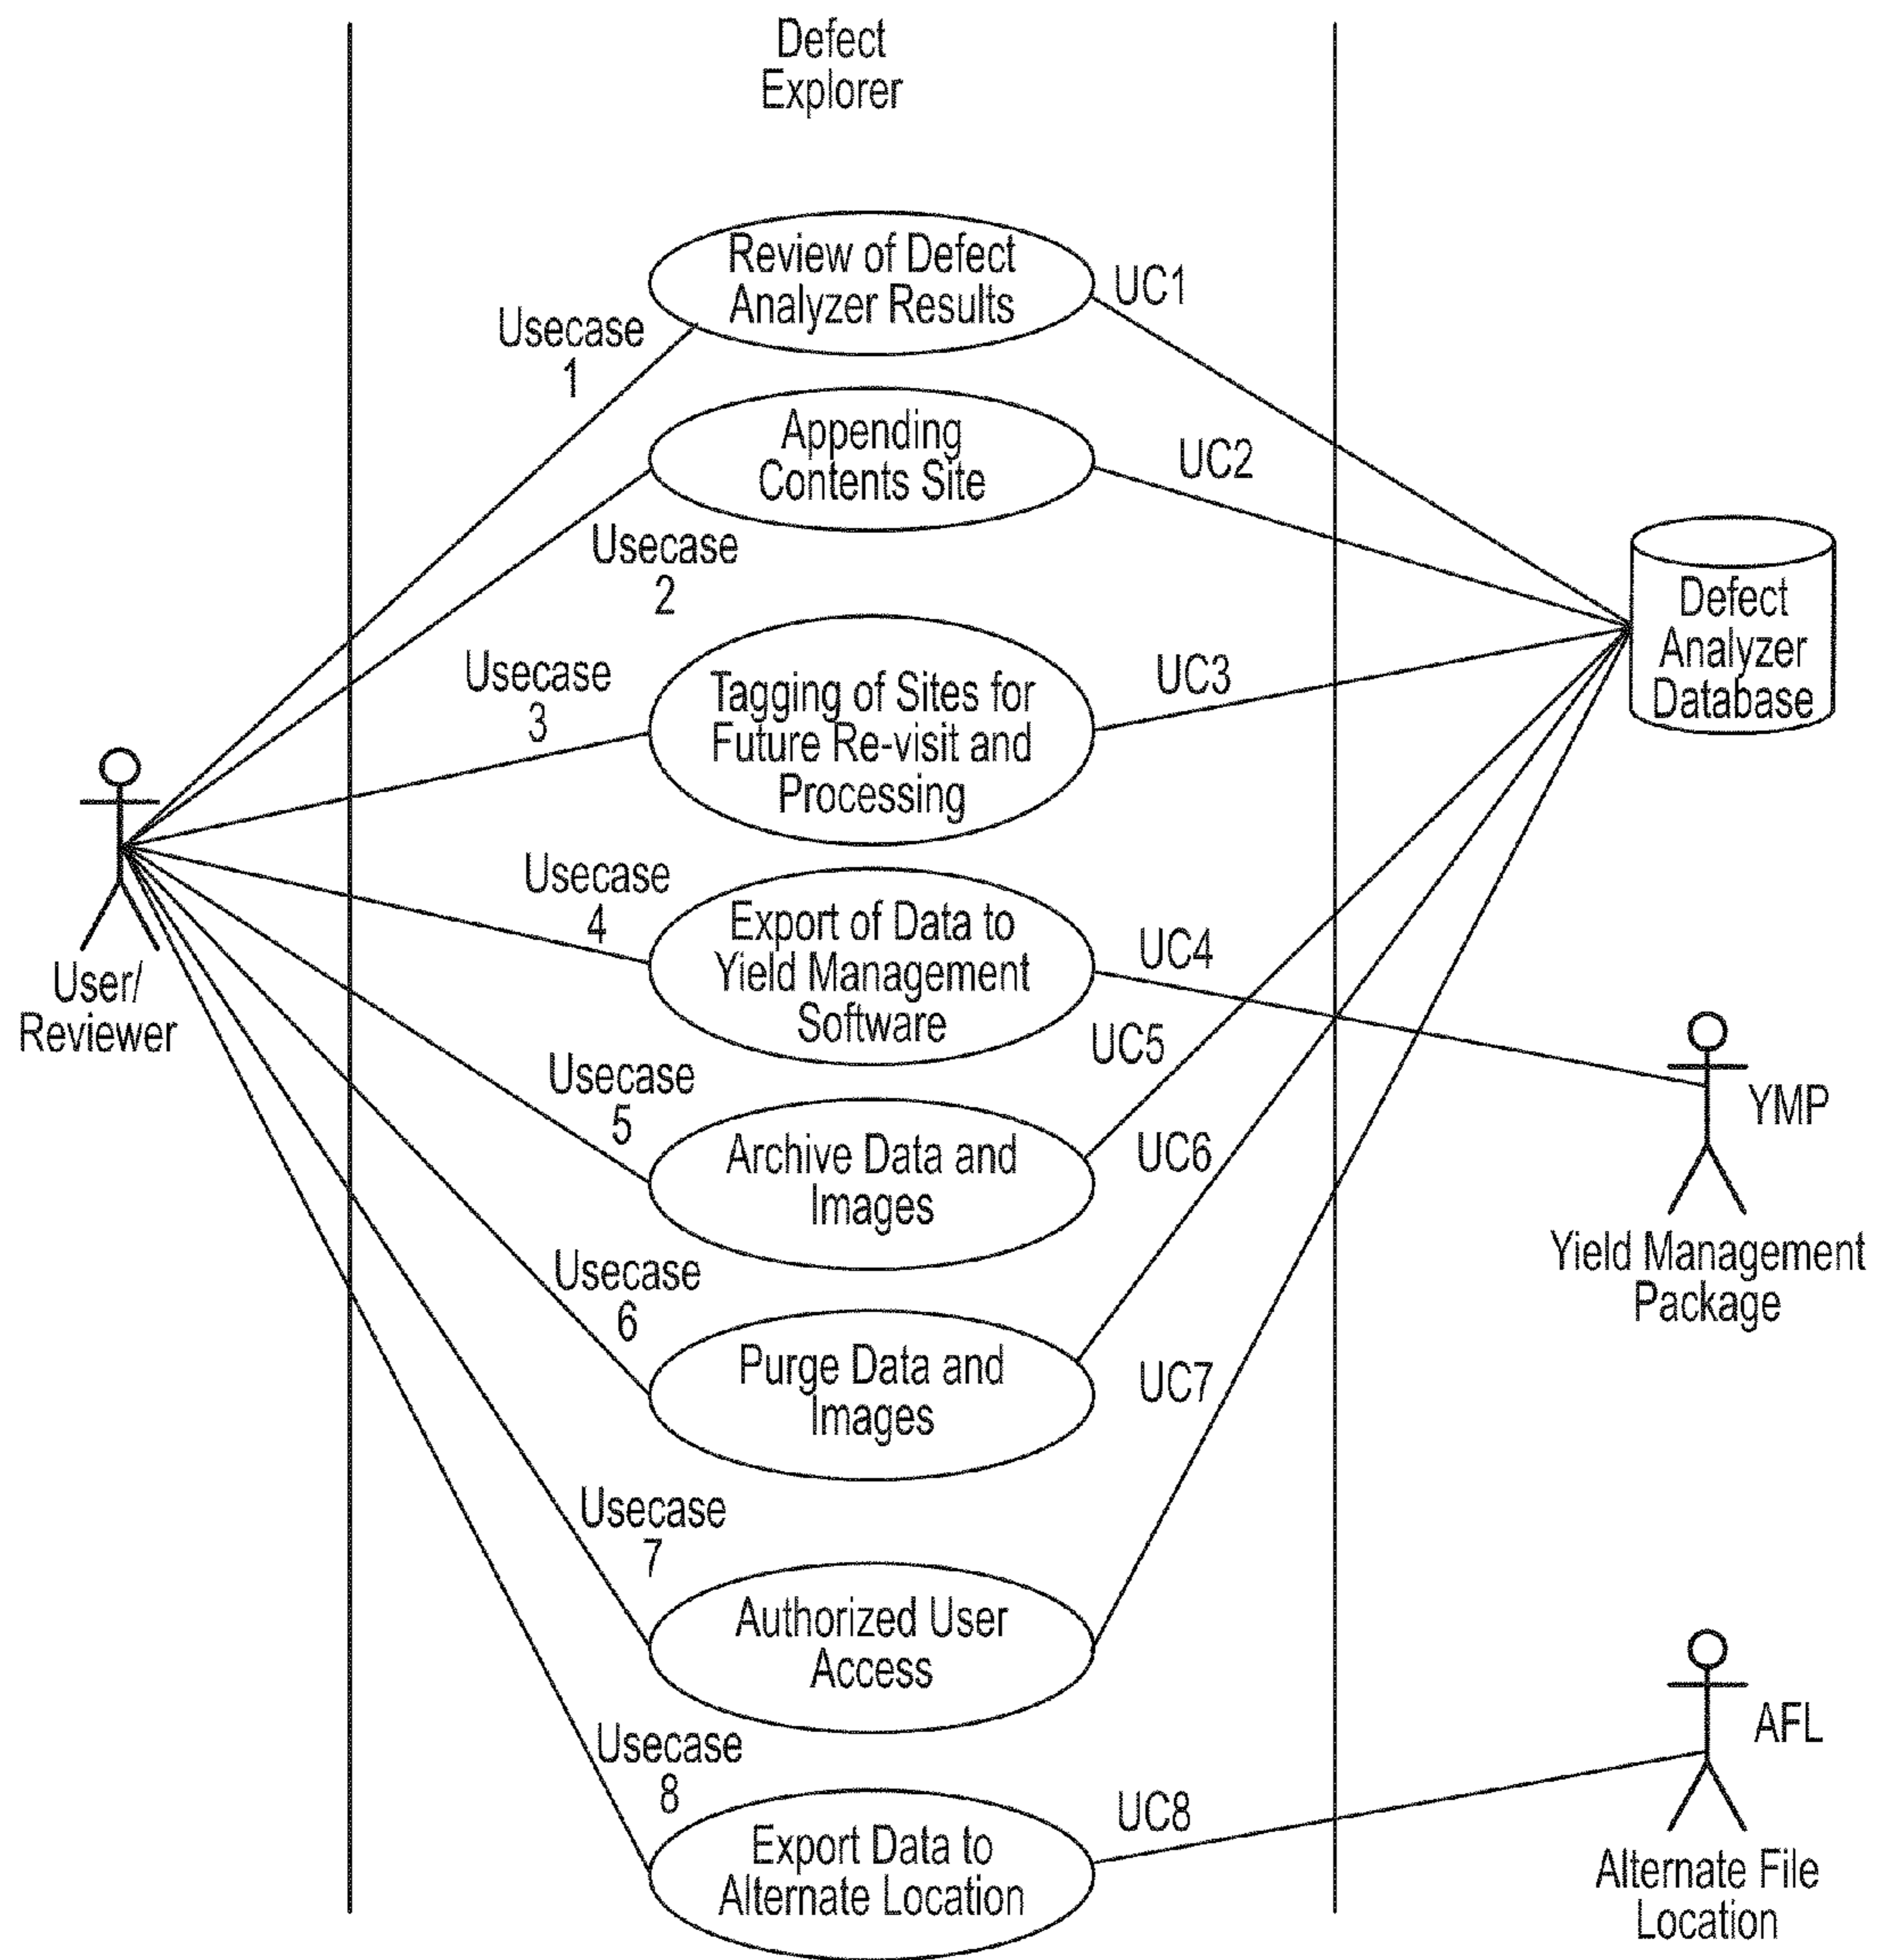 Defect
Explorer
Review of Defect
Analyzer Results
UC1
Usecase
1
Appending
Contents Site
UC2
Usecase
2
Defect
Analyzer
Database
Usecase
3
Tagging of Sites for
Future Re-visit and
Processing
UC3
User/
Reviewer
Usecase
4
Export of Data to
Yield Management
Software
UC4
YMP
Yield Management
Package
Usecase
5
Archive Data and
Images
UC5
Usecase
6
Purge Data and
Images
UC6
Usecase
7
Authorized User
Access
UC7
Usecase
8
Export Data to
Alternate Location
UC8
AFL
Alternate File
Location